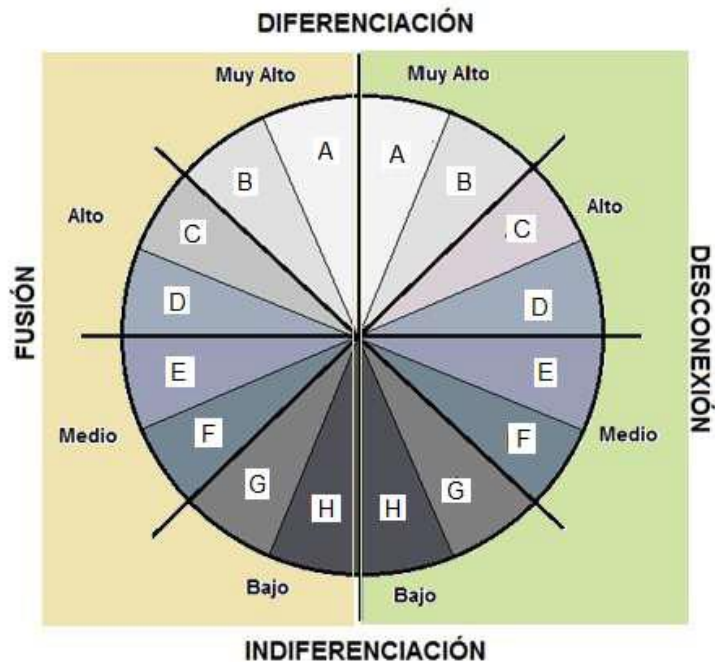 DIFERENCIACIÓN
Muy Alto
Muy Alto
A
A
B
B
Alto
Alto
C
C
D
D
FUSIÓN
DESCONEXIÓN
E
E
Medio
F
F
Medio
G
G
H
H
Bajo
Bajo
INDIFERENCIACIÓN